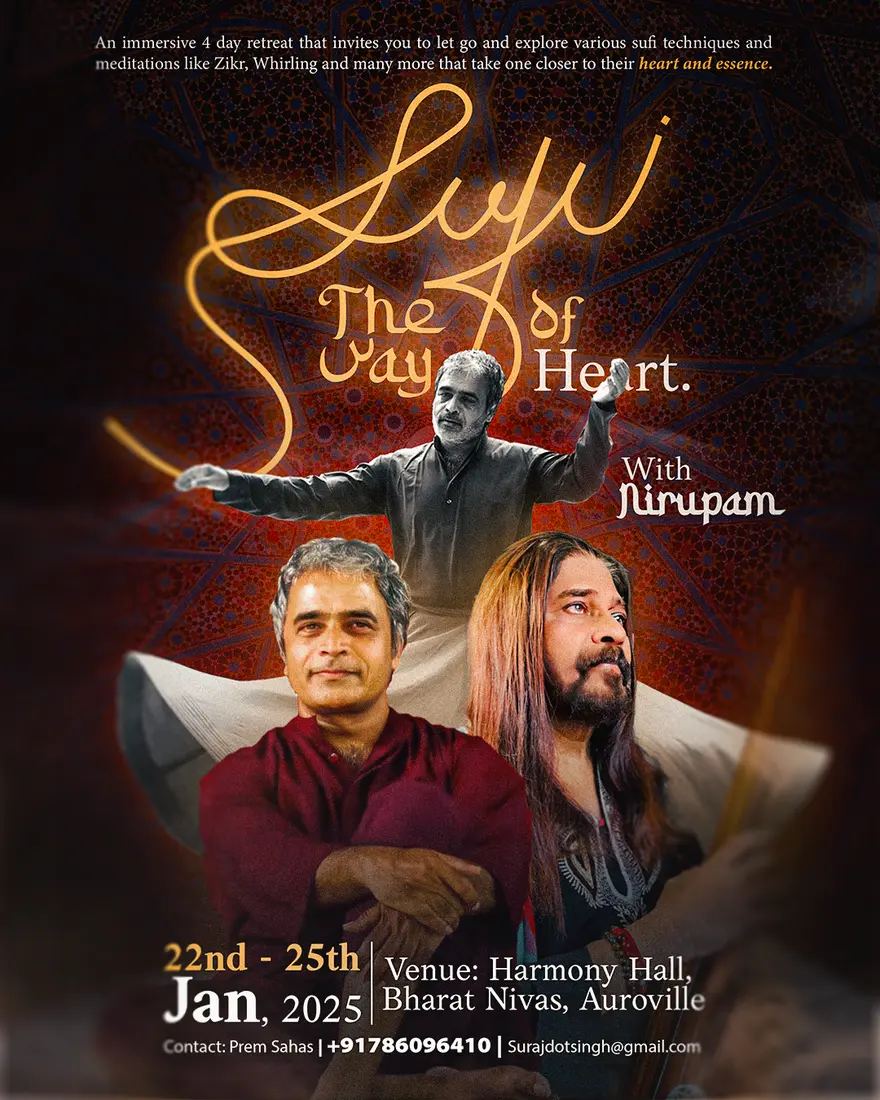 An immersive 4 day retreat that invites you to let go and explore various sufi techniques and
meditations like Zikr, Whirling and many more that take one closer to their heart and essence.
Sufi
The of
way Heart.
With
Nirupam
22nd - 25th
Jan, 2025
Venue: Harmony Hall,
Bharat Nivas, Auroville
Contact: Prem Sahas | +91786096410 | Surajdotsingh@gmail.com